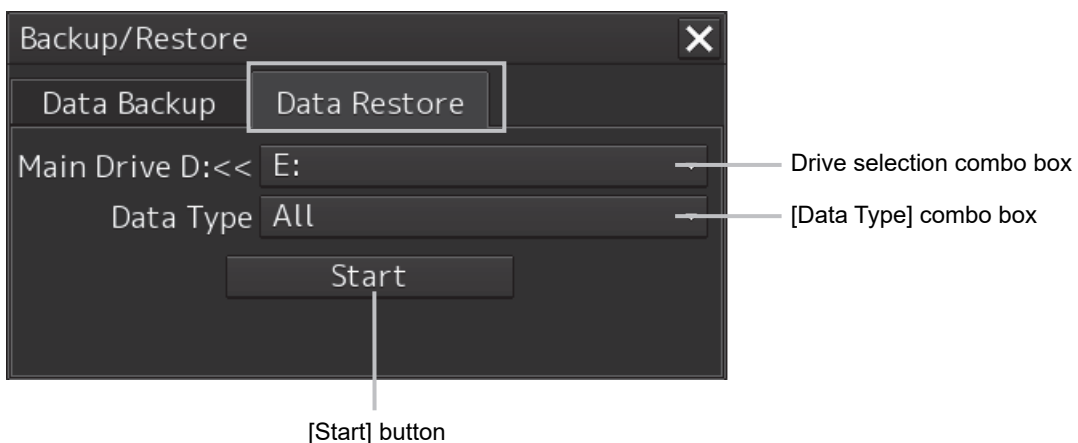 Backup/Restore
Data Backup Data Restore
Main Drive D:<< E: Drive selection combo box
Data Type All [Data Type] combo box
Start
[Start] button